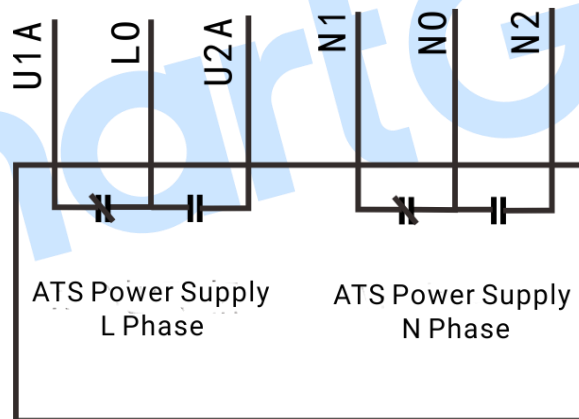 U1A
L0
U2A
N1
N0
N2
ATS Power Supply
L Phase
ATS Power Supply
N Phase